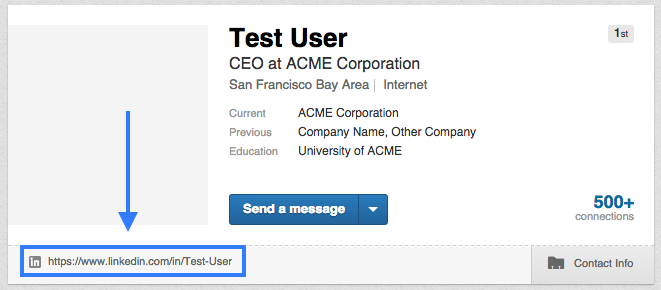 Test User
1st
CEO at ACME Corporation
San Francisco Bay Area | Internet
Current ACME Corporation
Previous Company Name, Other Company
Education University of ACME
Send a message
500+
connections
in https://www.linkedin.com/in/Test-User
Contact Info